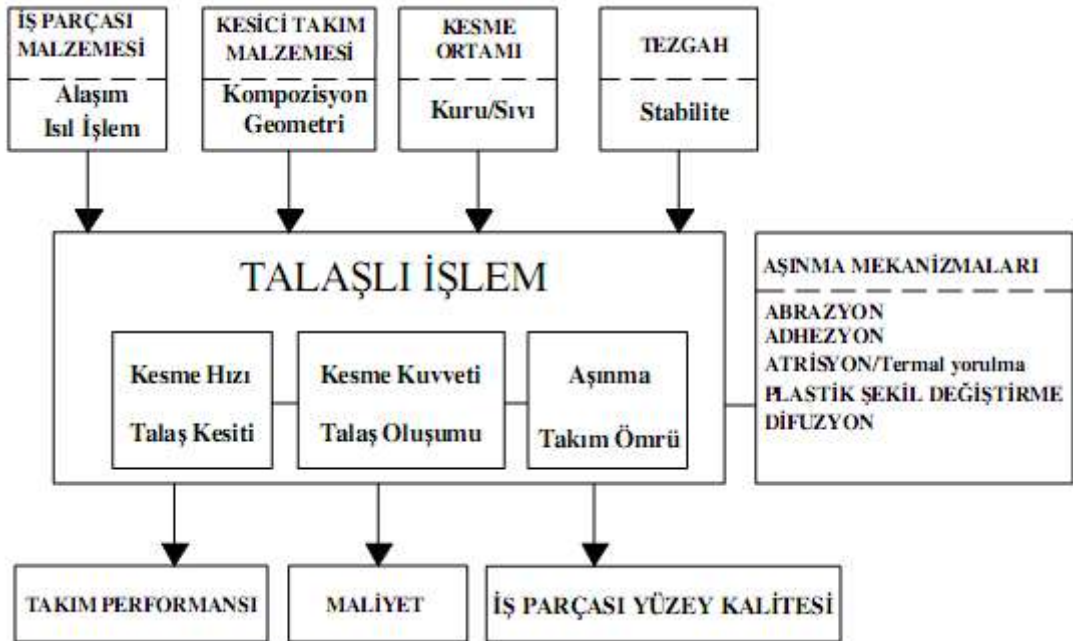 İŞ PARÇASI
MALZEMESİ
Alaşım
Isıl İşlem
KESİCİ TAKIM
MALZEMESİ
Kompozisyon
Geometri
KESME
ORTAMI
Kuru/Sıvı
TEZGAH
Stabilite
TALAŞLI İŞLEM
Kesme Hızı
Talaş Kesiti
Kesme Kuvveti
Talaş Oluşumu
Aşınma
Takım Ömrü
AŞINMA MEKANİZMALARI
ABRAZYON
ADHEZYON
ATRİSYON/Termal yorulma
PLASTİK ŞEKİL DEĞİŞTİRME
DİFUZYON
TAKIM PERFORMANSI
MALİYET
İŞ PARÇASI YÜZEY KALİTESİ